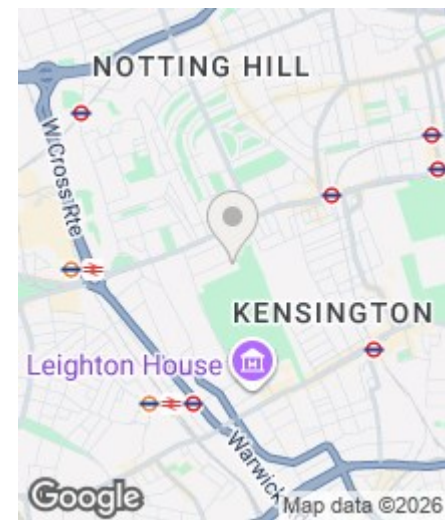 NOTTING HILL
W Cross Rte
KENSINGTON
Leighton House
Warwick
Google
Map data ©2026